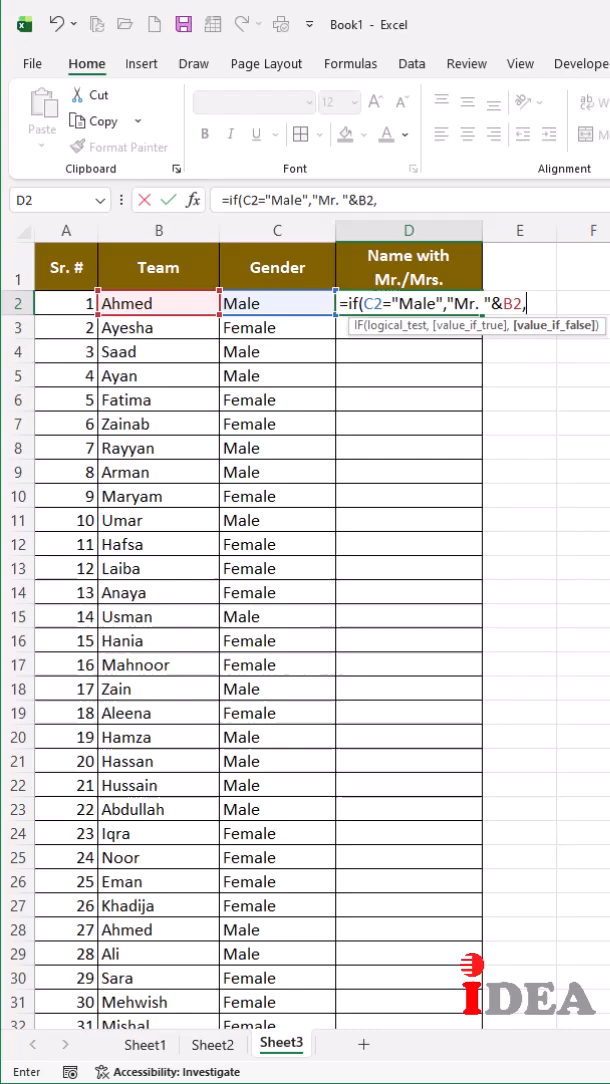 Book1 - Excel
File Home Insert Draw Page Layout Formulas Data Review View Develope
Paste
Cut
Copy
Format Painter
Clipboard
12 A A
B I U A
Font
ab W
M
Alignment
D2 fx =if(C2="Male","Mr. "&B2,
A B C D E F
1 Sr. # Team Gender Name with
Mr./Mrs.
2 1 Ahmed Male =if(C2="Male","Mr. "&B2,
IF(logical_test, [value_if_true], [value_if_false])
3 2 Ayesha Female
4 3 Saad Male
5 4 Ayan Male
6 5 Fatima Female
7 6 Zainab Female
8 7 Rayyan Male
9 8 Arman Male
10 9 Maryam Female
11 10 Umar Male
12 11 Hafsa Female
13 12 Laiba Female
14 13 Anaya Female
15 14 Usman Male
16 15 Hania Female
17 16 Mahnoor Female
18 17 Zain Male
19 18 Aleena Female
20 19 Hamza Male
21 20 Hassan Male
22 21 Hussain Male
23 22 Abdullah Male
24 23 Iqra Female
25 24 Noor Female
26 25 Eman Female
27 26 Khadija Female
28 27 Ahmed Male
29 28 Ali Male
30 29 Sara Female
31 30 Mehwish Female
32 31 Mishal Female
iDEA
Sheet1 Sheet2 Sheet3
Enter Accessibility: Investigate